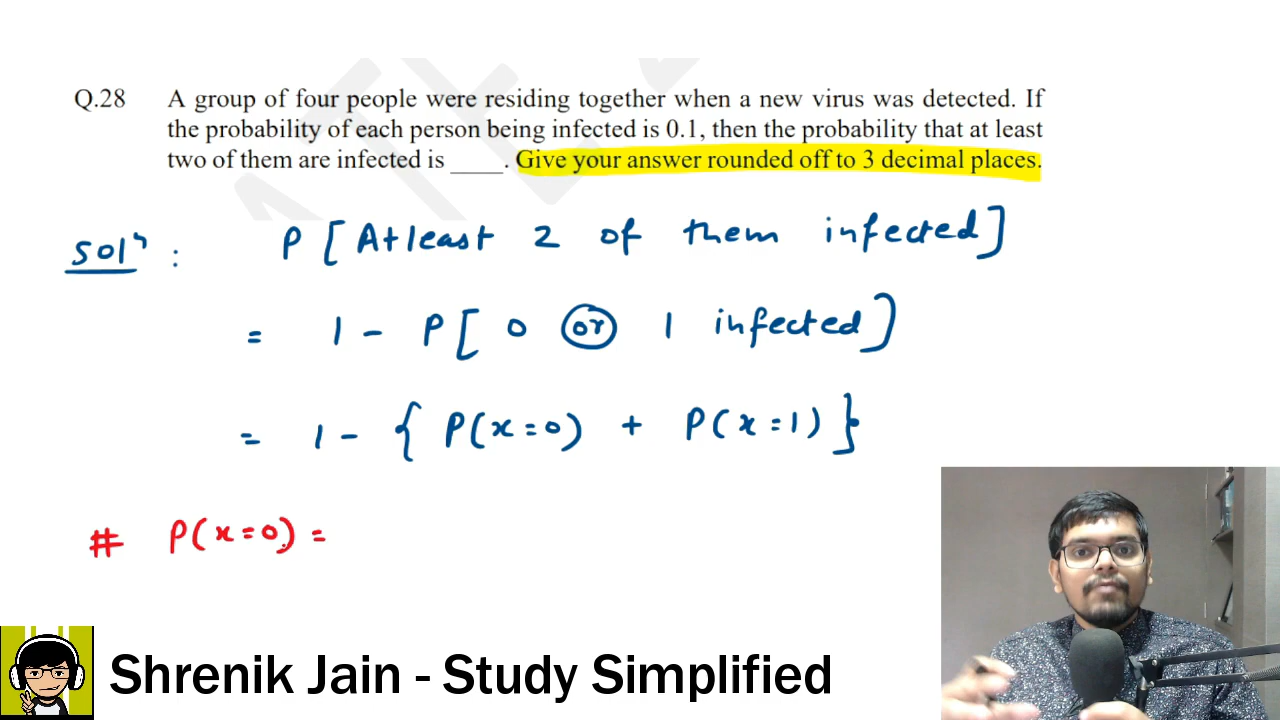 Q.28 A group of four people were residing together when a new virus was detected. If
the probability of each person being infected is 0.1, then the probability that at least
two of them are infected is ____. Give your answer rounded off to 3 decimal places.
Solⁿ : P[Atleast 2 of them infected]
= 1 - P[0 or 1 infected]
= 1 - {P(x=0) + P(x=1)}
# P(x=0) =
Shrenik Jain - Study Simplified